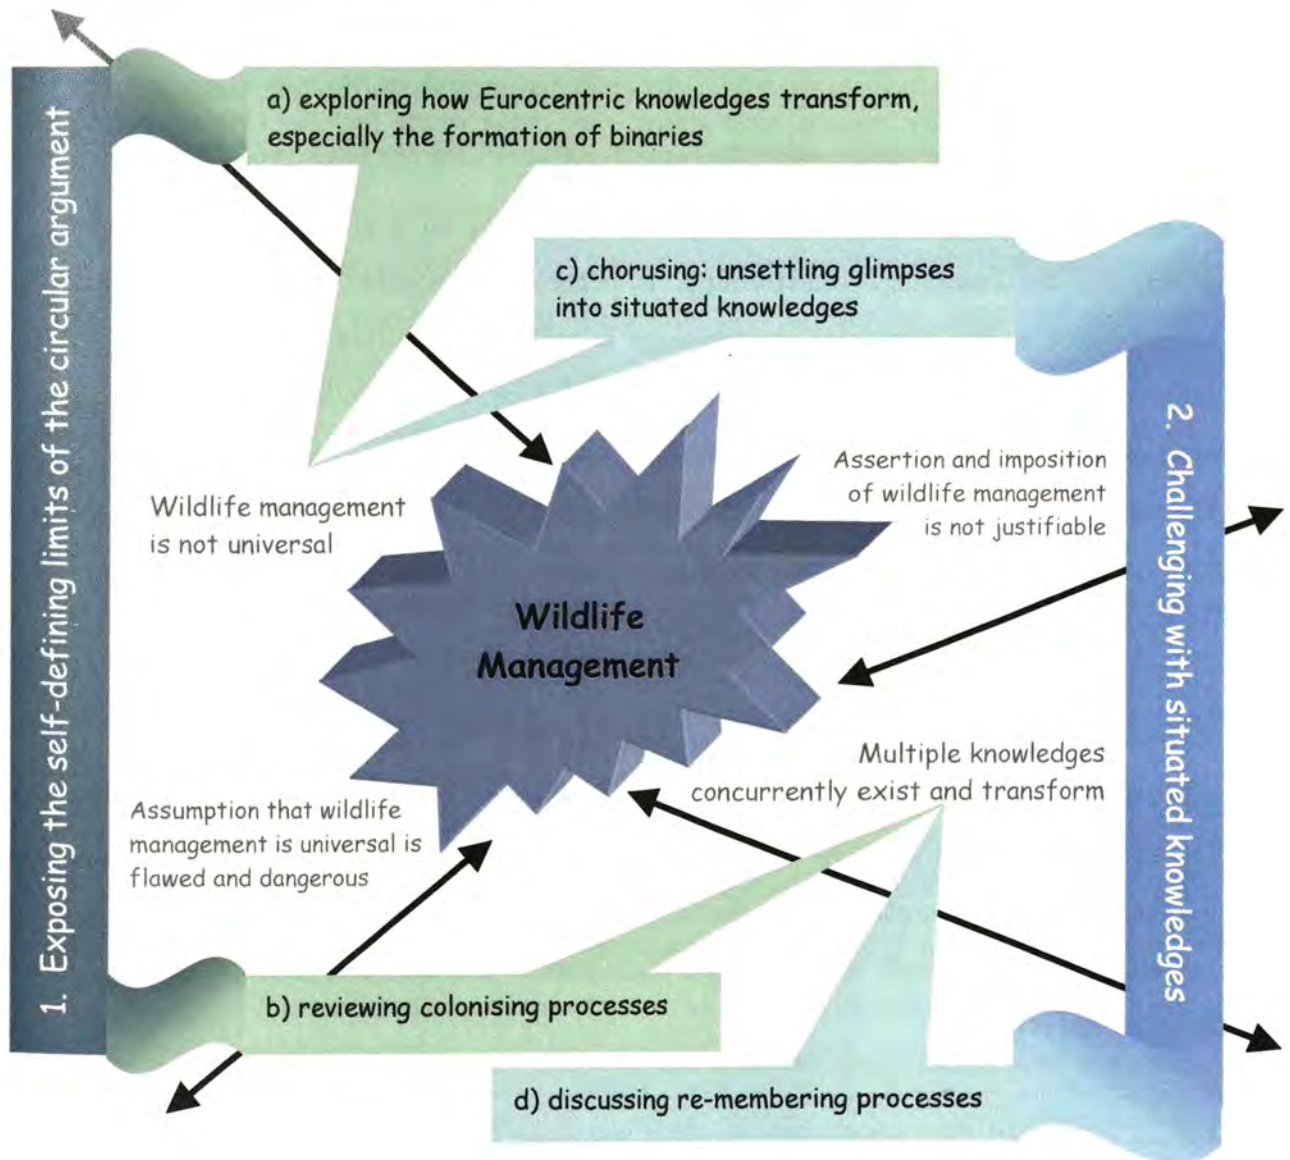 1. Exposing the self-defining limits of the circular argument
a) exploring how Eurocentric knowledges transform,
especially the formation of binaries
c) chorusing: unsettling glimpses
into situated knowledges
2. Challenging with situated knowledges
Wildlife management
is not universal
Assertion and imposition
of wildlife management
is not justifiable
Wildlife
Management
Assumption that wildlife
management is universal is
flawed and dangerous
Multiple knowledges
concurrently exist and transform
b) reviewing colonising processes
d) discussing re-membering processes